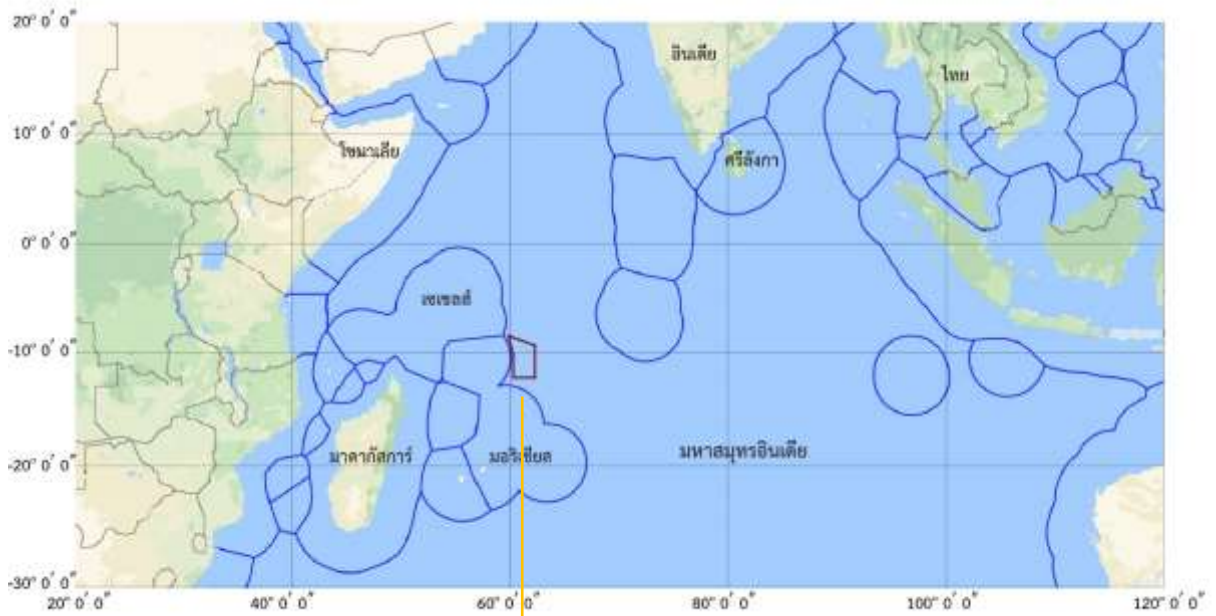 20° 0' 0"
อินเดีย
ไทย
10° 0' 0"
โซมาเลีย
ศรีลังกา
0° 0' 0"
เซเชลส์
-10° 0' 0"
มาดากัสการ์
มอริเชียส
มหาสมุทรอินเดีย
-20° 0' 0"
-30° 0' 0"
20° 0' 0"
40° 0' 0"
60° 0' 0"
80° 0' 0"
100° 0' 0"
120° 0' 0"